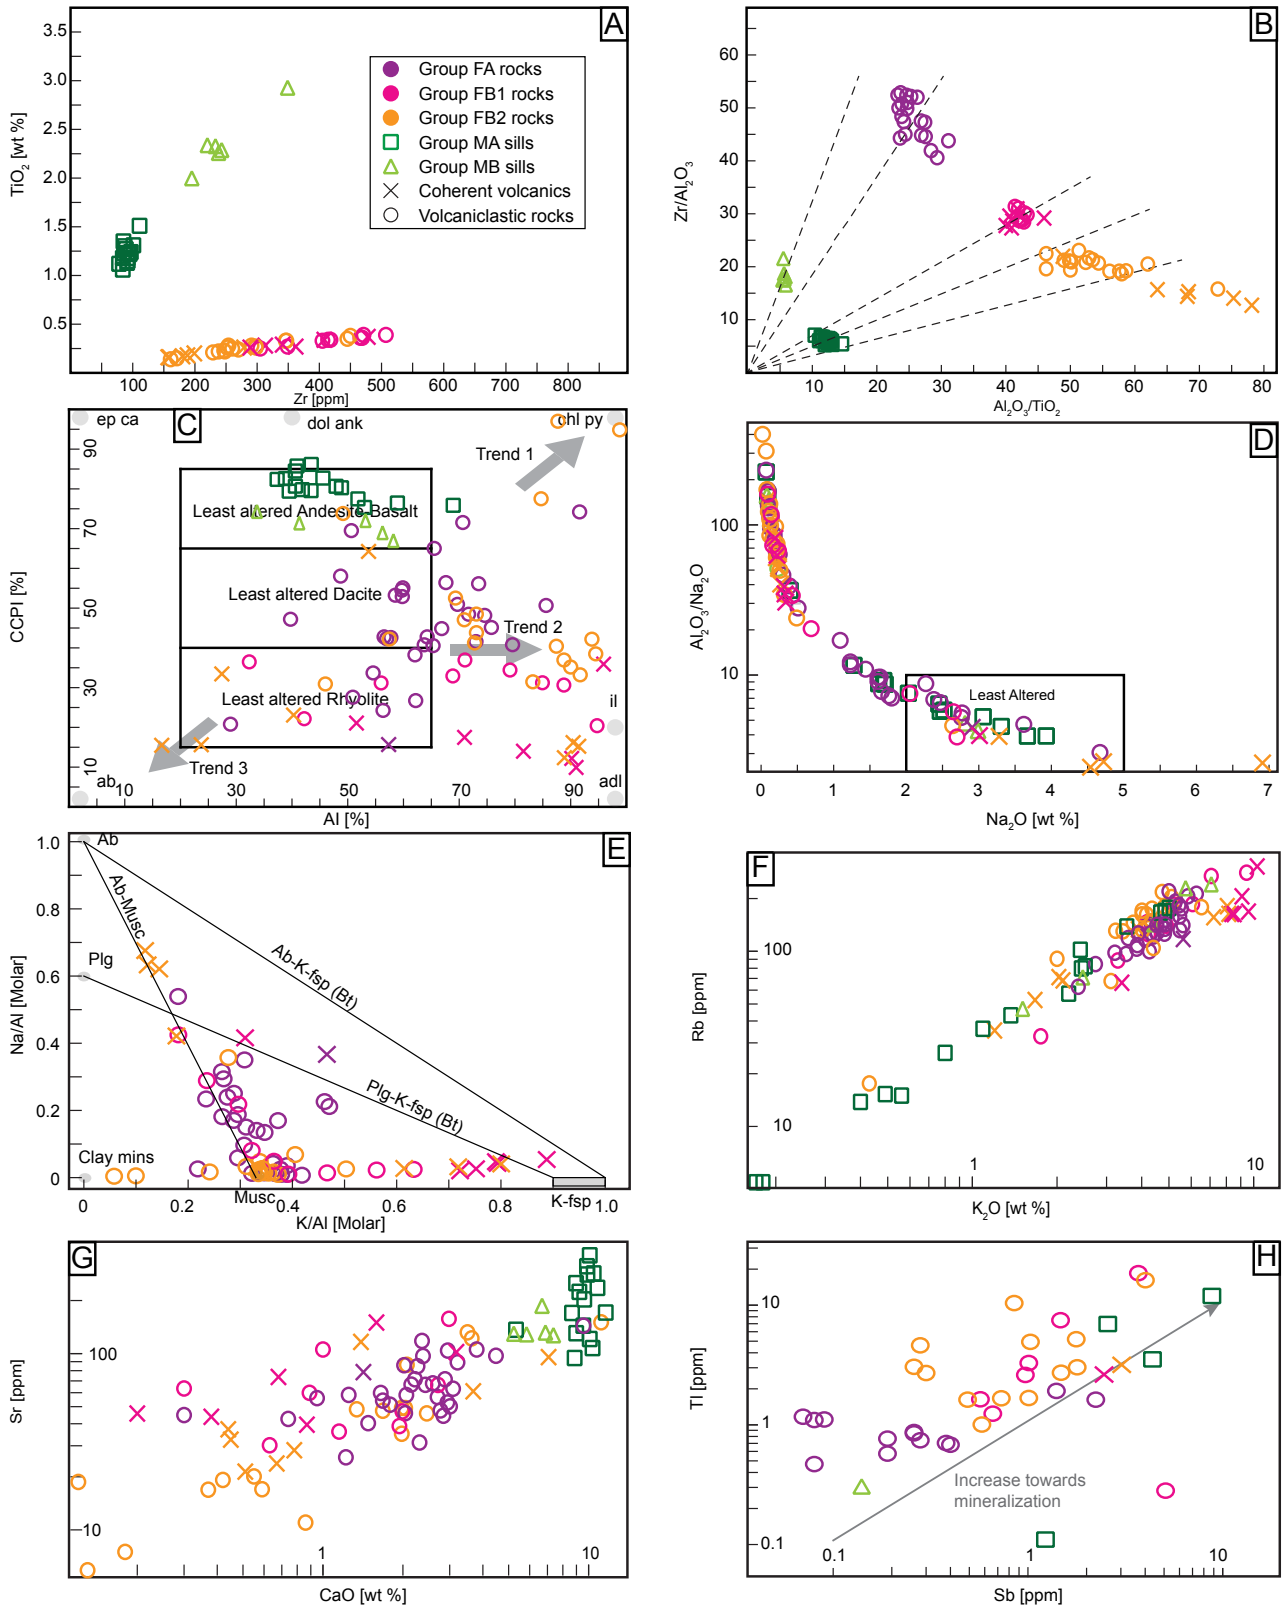 A
TiO2 [wt %]
3.5
3.0
2.5
2.0
1.5
1.0
0.5
100
200
300
400
500
600
700
800
Zr [ppm]
Group FA rocks
Group FB1 rocks
Group FB2 rocks
Group MA sills
Group MB sills
Coherent volcanics
Volcaniclastic rocks
B
Zr/Al2O3
60
50
40
30
20
10
10
20
30
40
50
60
70
80
Al2O3/TiO2
C
ep ca
dol ank
chl py
Trend 1
Least altered Andesite-Basalt
Least altered Dacite
Trend 2
Least altered Rhyolite
il
Trend 3
ab
adl
CCPI [%]
90
70
50
30
10
10
30
50
70
90
AI [%]
D
Al2O3/Na2O
100
10
Least Altered
0
1
2
3
4
5
6
7
Na2O [wt %]
E
Na/Al [Molar]
1.0
0.8
0.6
0.4
0.2
0
Ab
Ab-Musc
Plg
Ab-K-fsp (Bt)
Plg-K-fsp (Bt)
Clay mins
Musc
K-fsp
0
0.2
0.4
0.6
0.8
1.0
K/Al [Molar]
F
Rb [ppm]
100
10
1
10
K2O [wt %]
G
Sr [ppm]
100
10
1
10
CaO [wt %]
H
Tl [ppm]
10
1
0.1
Increase towards
mineralization
0.1
1
10
Sb [ppm]